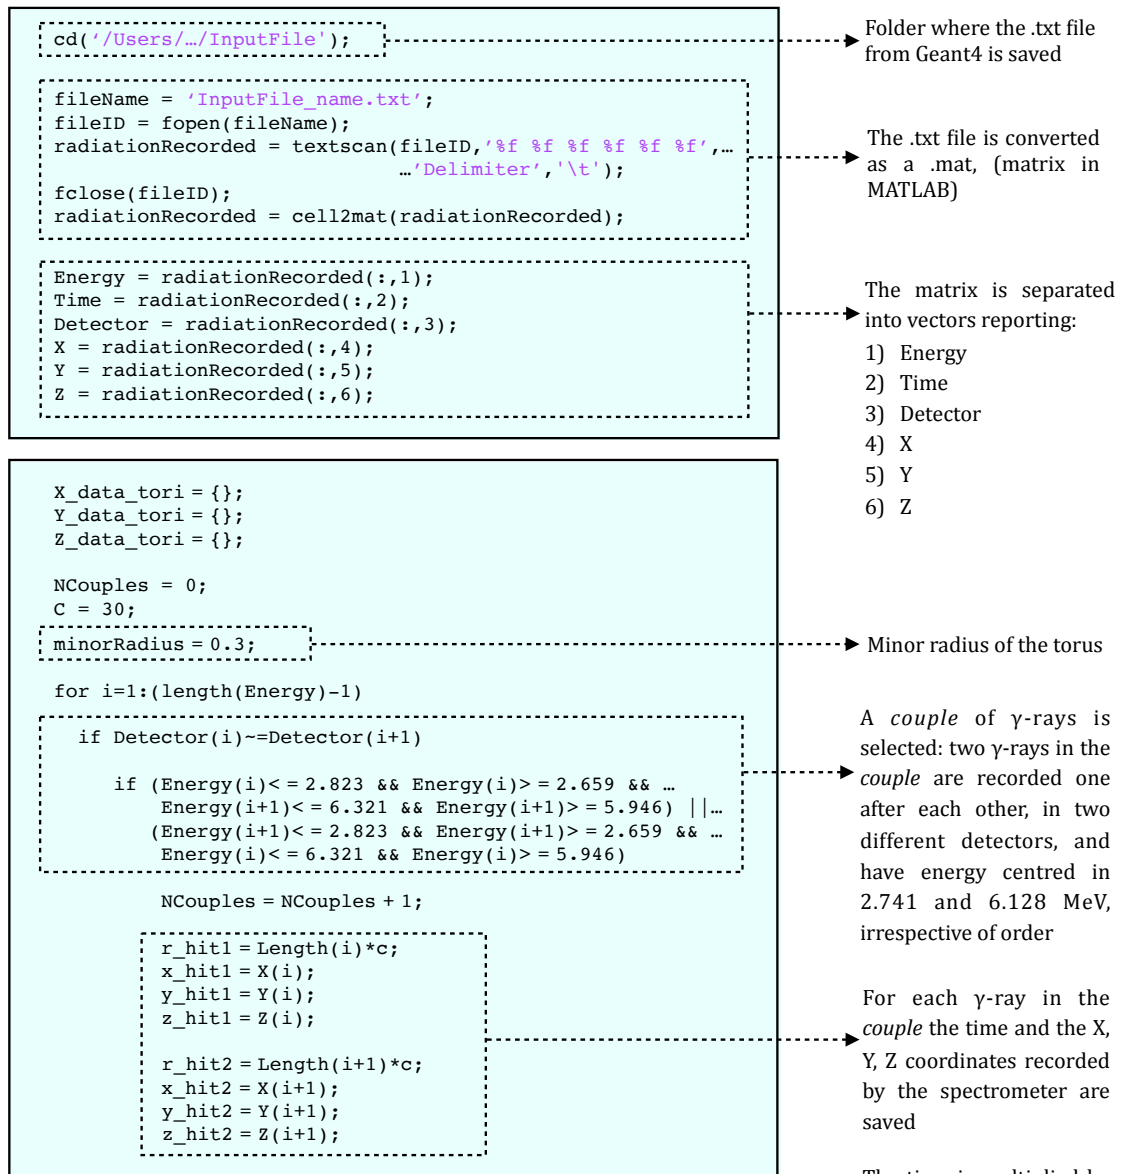 cd(‘/Users/…/InputFile');
Folder where the .txt file
from Geant4 is saved
fileName = ‘InputFile_name.txt’;
fileID = fopen(fileName);
radiationRecorded = textscan(fileID,’%f %f %f %f %f %f’,…
…’Delimiter’,'\t');
fclose(fileID);
radiationRecorded = cell2mat(radiationRecorded);
The .txt file is converted
as a .mat, (matrix in
MATLAB)
Energy = radiationRecorded(:,1);
Time = radiationRecorded(:,2);
Detector = radiationRecorded(:,3);
X = radiationRecorded(:,4);
Y = radiationRecorded(:,5);
Z = radiationRecorded(:,6);
The matrix is separated
into vectors reporting:
1) Energy
2) Time
3) Detector
4) X
5) Y
6) Z
X_data_tori = {};
Y_data_tori = {};
Z_data_tori = {};
NCouples = 0;
C = 30;
minorRadius = 0.3;
Minor radius of the torus
for i=1:(length(Energy)–1)
if Detector(i)~=Detector(i+1)
if (Energy(i)< = 2.823 && Energy(i)> = 2.659 && …
Energy(i+1)< = 6.321 && Energy(i+1)> = 5.946) ||…
(Energy(i+1)< = 2.823 && Energy(i+1)> = 2.659 && …
Energy(i)< = 6.321 && Energy(i)> = 5.946)
A couple of γ-rays is
selected: two γ-rays in the
couple are recorded one
after each other, in two
different detectors, and
have energy centred in
2.741 and 6.128 MeV,
irrespective of order
NCouples = NCouples + 1;
r_hit1 = Length(i)*c;
x_hit1 = X(i);
y_hit1 = Y(i);
z_hit1 = Z(i);
r_hit2 = Length(i+1)*c;
x_hit2 = X(i+1);
y_hit2 = Y(i+1);
z_hit2 = Z(i+1);
For each γ-ray in the
couple the time and the X,
Y, Z coordinates recorded
by the spectrometer are
saved